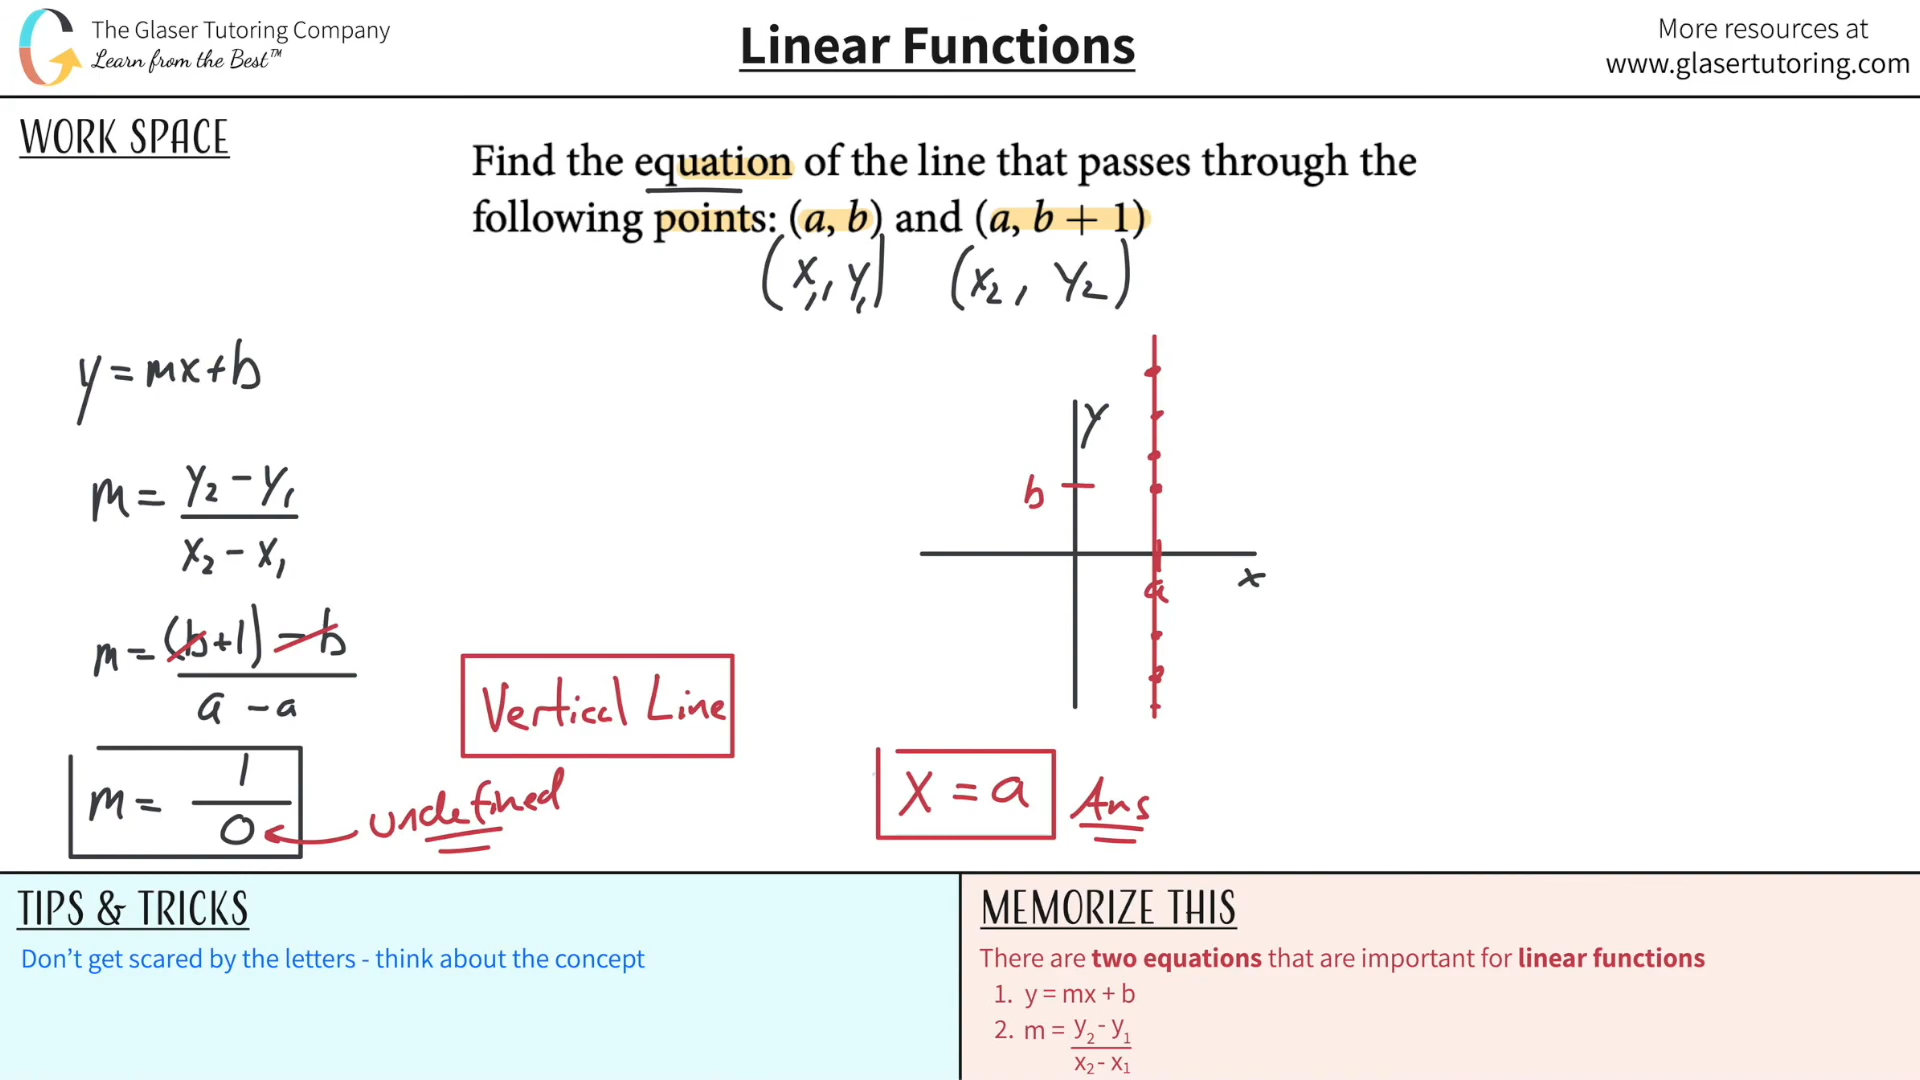 The Glaser Tutoring Company
Learn from the Best™
Linear Functions
More resources at
www.glasertutoring.com
WORK SPACE
Find the equation of the line that passes through the
following points: (a, b) and (a, b + 1)
(x₁, y₁) (x₂, y₂)
y = mx + b
m = y₂ - y₁
x₂ - x₁
m = (b+1) - b
a - a
m = 1
0
undefined
Vertical Line
y
b
x
a
x = a Ans
TIPS & TRICKS
Don't get scared by the letters - think about the concept
MEMORIZE THIS
There are two equations that are important for linear functions
1. y = mx + b
2. m = y₂ - y₁
x₂ - x₁